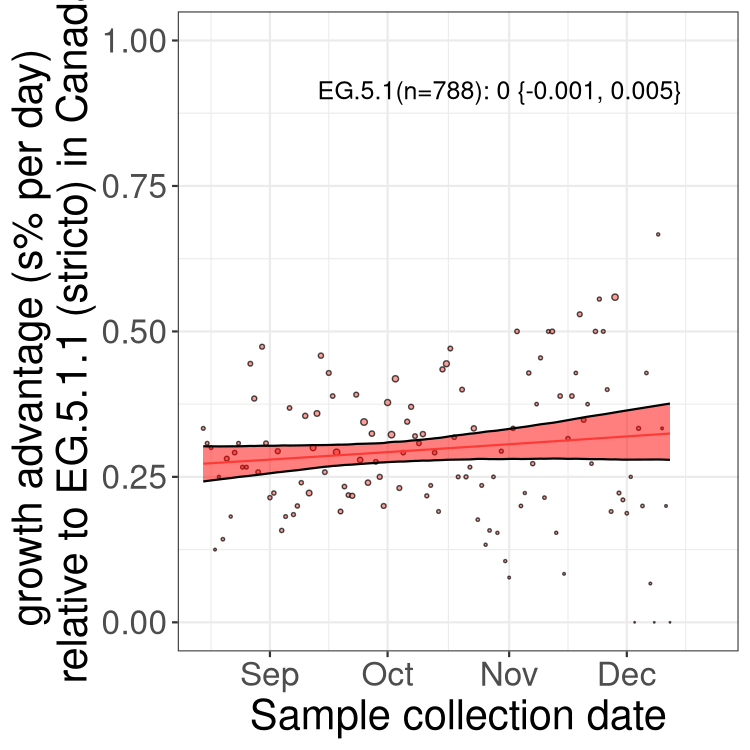 growth advantage (s% per day)
relative to EG.5.1.1 (stricto) in Canada
1.00
0.75
0.50
0.25
0.00
EG.5.1(n=788): 0 {-0.001, 0.005}
Sep Oct Nov Dec
Sample collection date